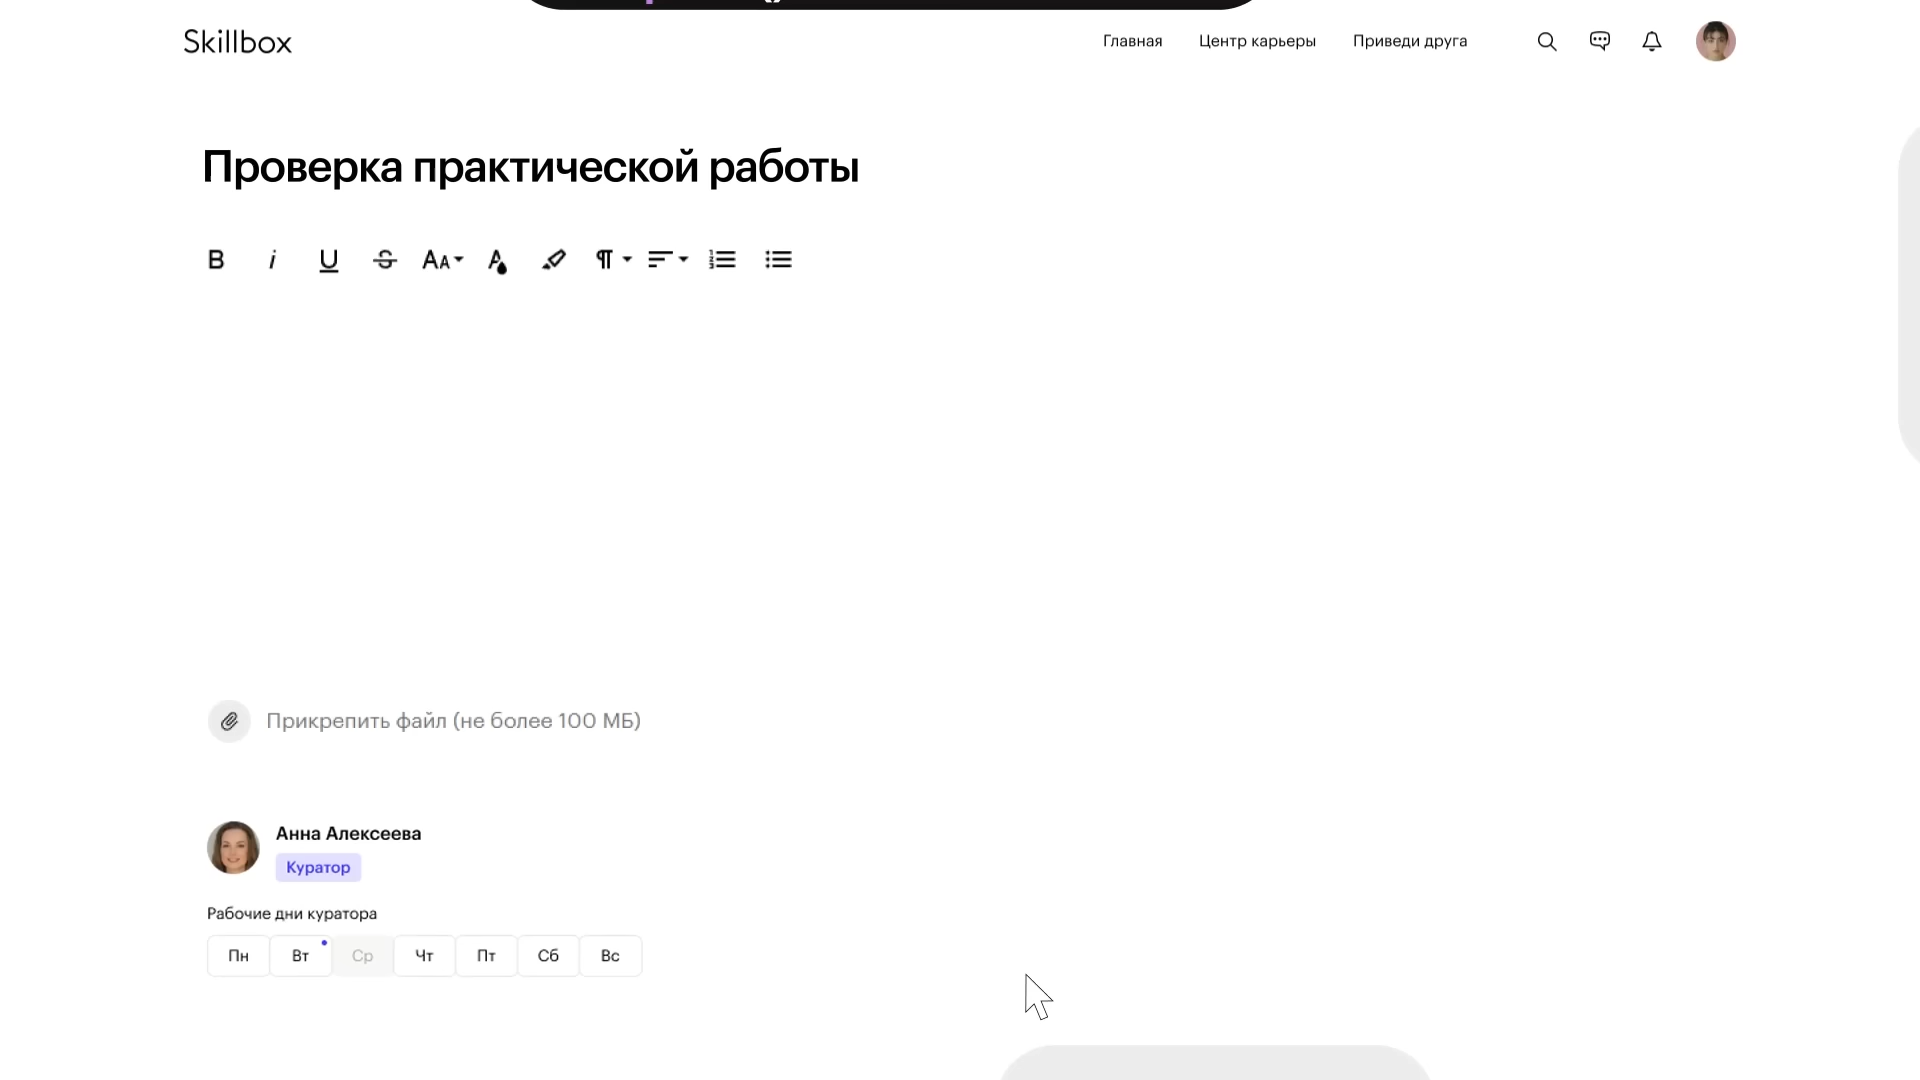 Skillbox
Главная
Центр карьеры
Приведи друга
Проверка практической работы
Прикрепить файл (не более 100 МБ)
Анна Алексеева
Куратор
Рабочие дни куратора
Пн Вт Ср Чт Пт Сб Вс